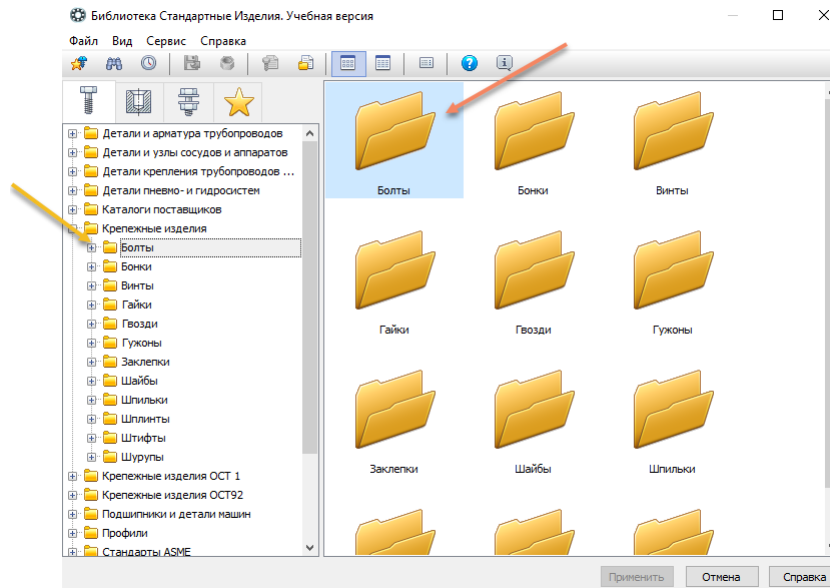 Библиотека Стандартные Изделия. Учебная версия
Файл Вид Сервис Справка
Детали и арматура трубопроводов
Детали и узлы сосудов и аппаратов
Детали крепления трубопроводов ...
Детали пневмо- и гидросистем
Каталоги поставщиков
Крепежные изделия
Болты
Бонки
Винты
Гайки
Гвозди
Гужоны
Заклепки
Шайбы
Шпильки
Шплинты
Штифты
Шурупы
Крепежные изделия ОСТ 1
Крепежные изделия ОСТ92
Подшипники и детали машин
Профили
Стандарты ASME
Болты Бонки Винты
Гайки Гвозди Гужоны
Заклепки Шайбы Шпильки
Применить Отмена Справка